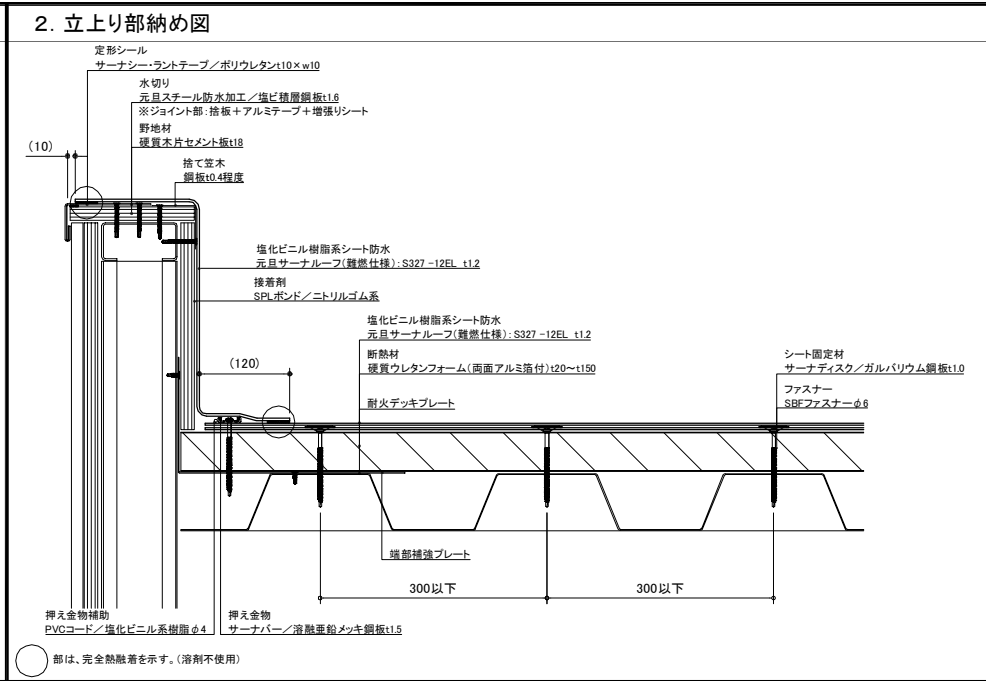 2. 立上り部納め図
定形シール
サーナシー・ラントテープ／ポリウレタンt10×w10
水切り
元旦スチール防水加工／塩ビ積層鋼板t1.6
※ジョイント部：捨板＋アルミテープ＋増張りシート
野地材
硬質木片セメント板t18
(10)
捨て笠木
鋼板t0.4程度
塩化ビニル樹脂系シート防水
元旦サーナルーフ(難燃仕様)：S327 -12EL t1.2
接着剤
SPLボンド／ニトリルゴム系
塩化ビニル樹脂系シート防水
元旦サーナルーフ(難燃仕様)：S327 -12EL t1.2
(120)
断熱材
硬質ウレタンフォーム(両面アルミ箔付)t20～t150
シート固定材
サーナディスク／ガルバリウム鋼板t1.0
耐火デッキプレート
ファスナー
SBFファスナーφ6
端部補強プレート
300以下
300以下
押え金物補助
PVCコード／塩化ビニル系樹脂φ4
押え金物
サーナバー／溶融亜鉛メッキ鋼板t1.5
部は、完全熱融着を示す。(溶剤不使用)